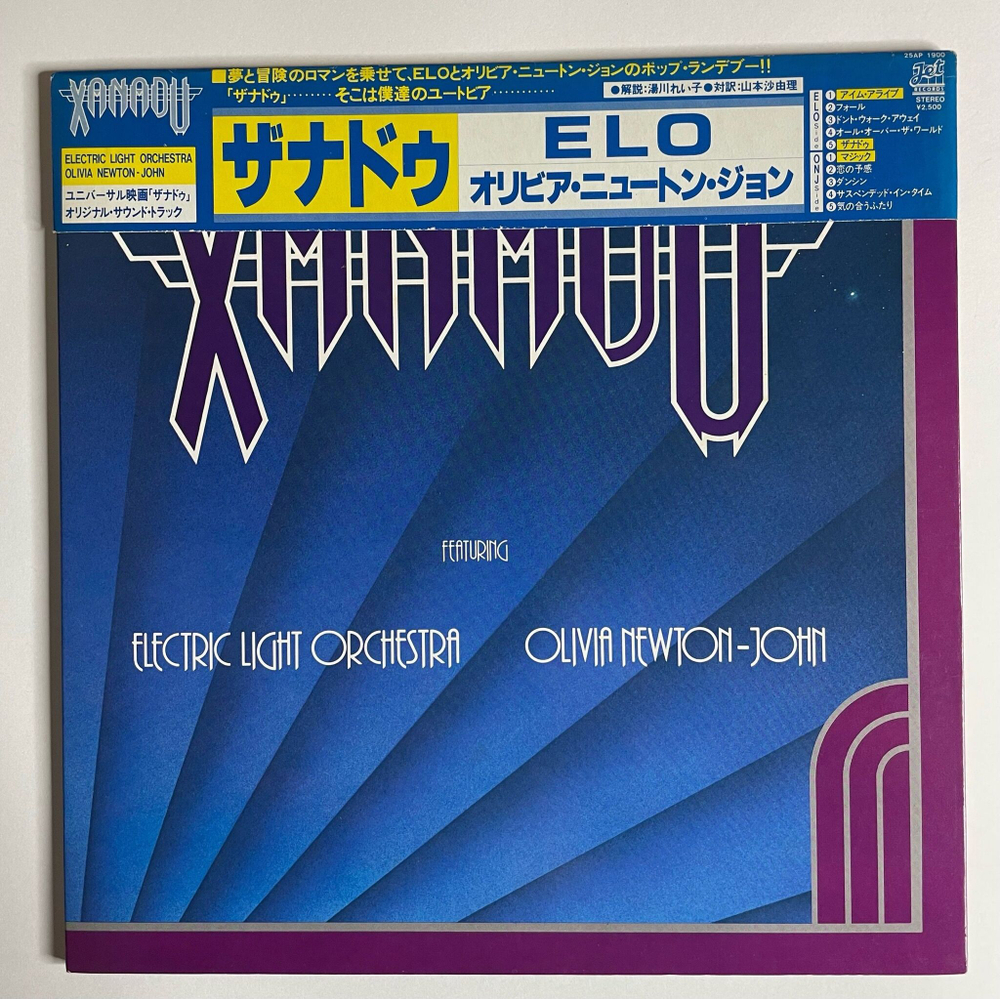 XANADU
ELECTRIC LIGHT ORCHESTRA
OLIVIA NEWTON-JOHN
ユニバーサル映画「ザナドゥ」
オリジナル・サウンド・トラック
■夢と冒険のロマンを乗せて、ELOとオリビア・ニュートン・ジョンのポップ・ランデブー!!
「ザナドゥ」········そこは僕達のユートピア············
●解説:湯川れい子●対訳:山本沙由理
ザナドゥ
ELO
オリビア・ニュートン・ジョン
ELO Side
①アイム・アライブ
②フォール
③ドント・ウォーク・アウェイ
④オール・オーバー・ザ・ワールド
⑤ザナドゥ
ONJ Side
①マジック
②恋の予感
③ダンシン
④サスペンデッド・イン・タイム
⑤気の合うふたり
25AP 1900
Jet
RECORDS
STEREO
¥2,500
XANADU
FEATURING
ELECTRIC LIGHT ORCHESTRA
OLIVIA NEWTON-JOHN